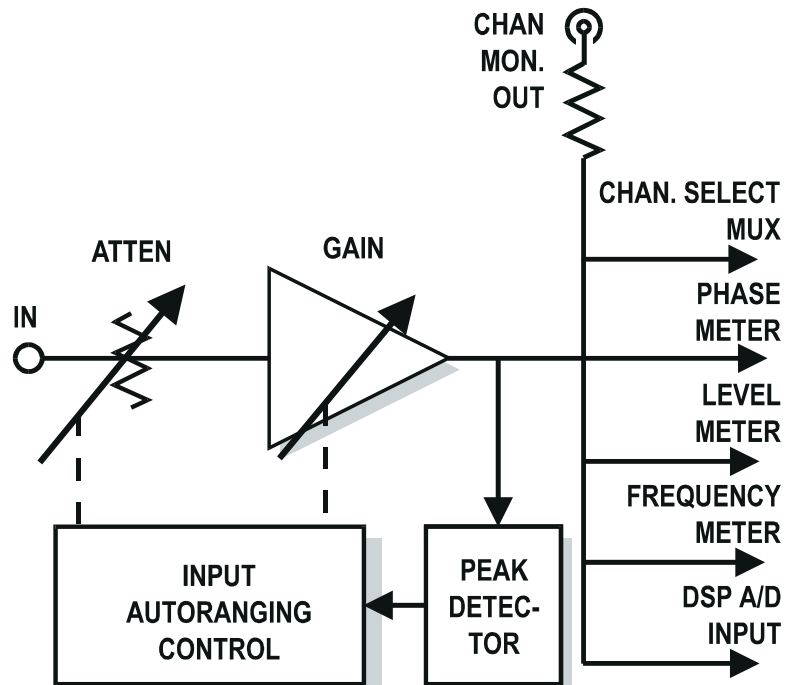 CHAN
MON.
OUT
CHAN. SELECT
MUX
ATTEN
GAIN
PHASE
METER
IN
LEVEL
METER
FREQUENCY
METER
INPUT
AUTORANGING
CONTROL
PEAK
DETEC-
TOR
DSP A/D
INPUT